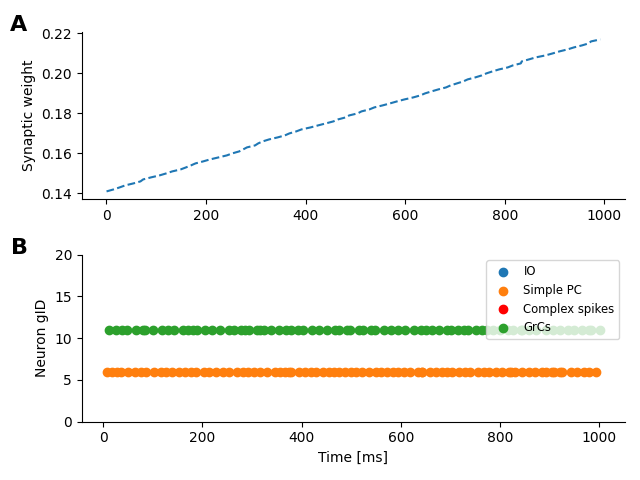 A
0.22
0.20
0.18
0.16
0.14
Synaptic weight
0 200 400 600 800 1000
B
20
15
10
5
0
Neuron gID
IO
Simple PC
Complex spikes
GrCs
0 200 400 600 800 1000
Time [ms]